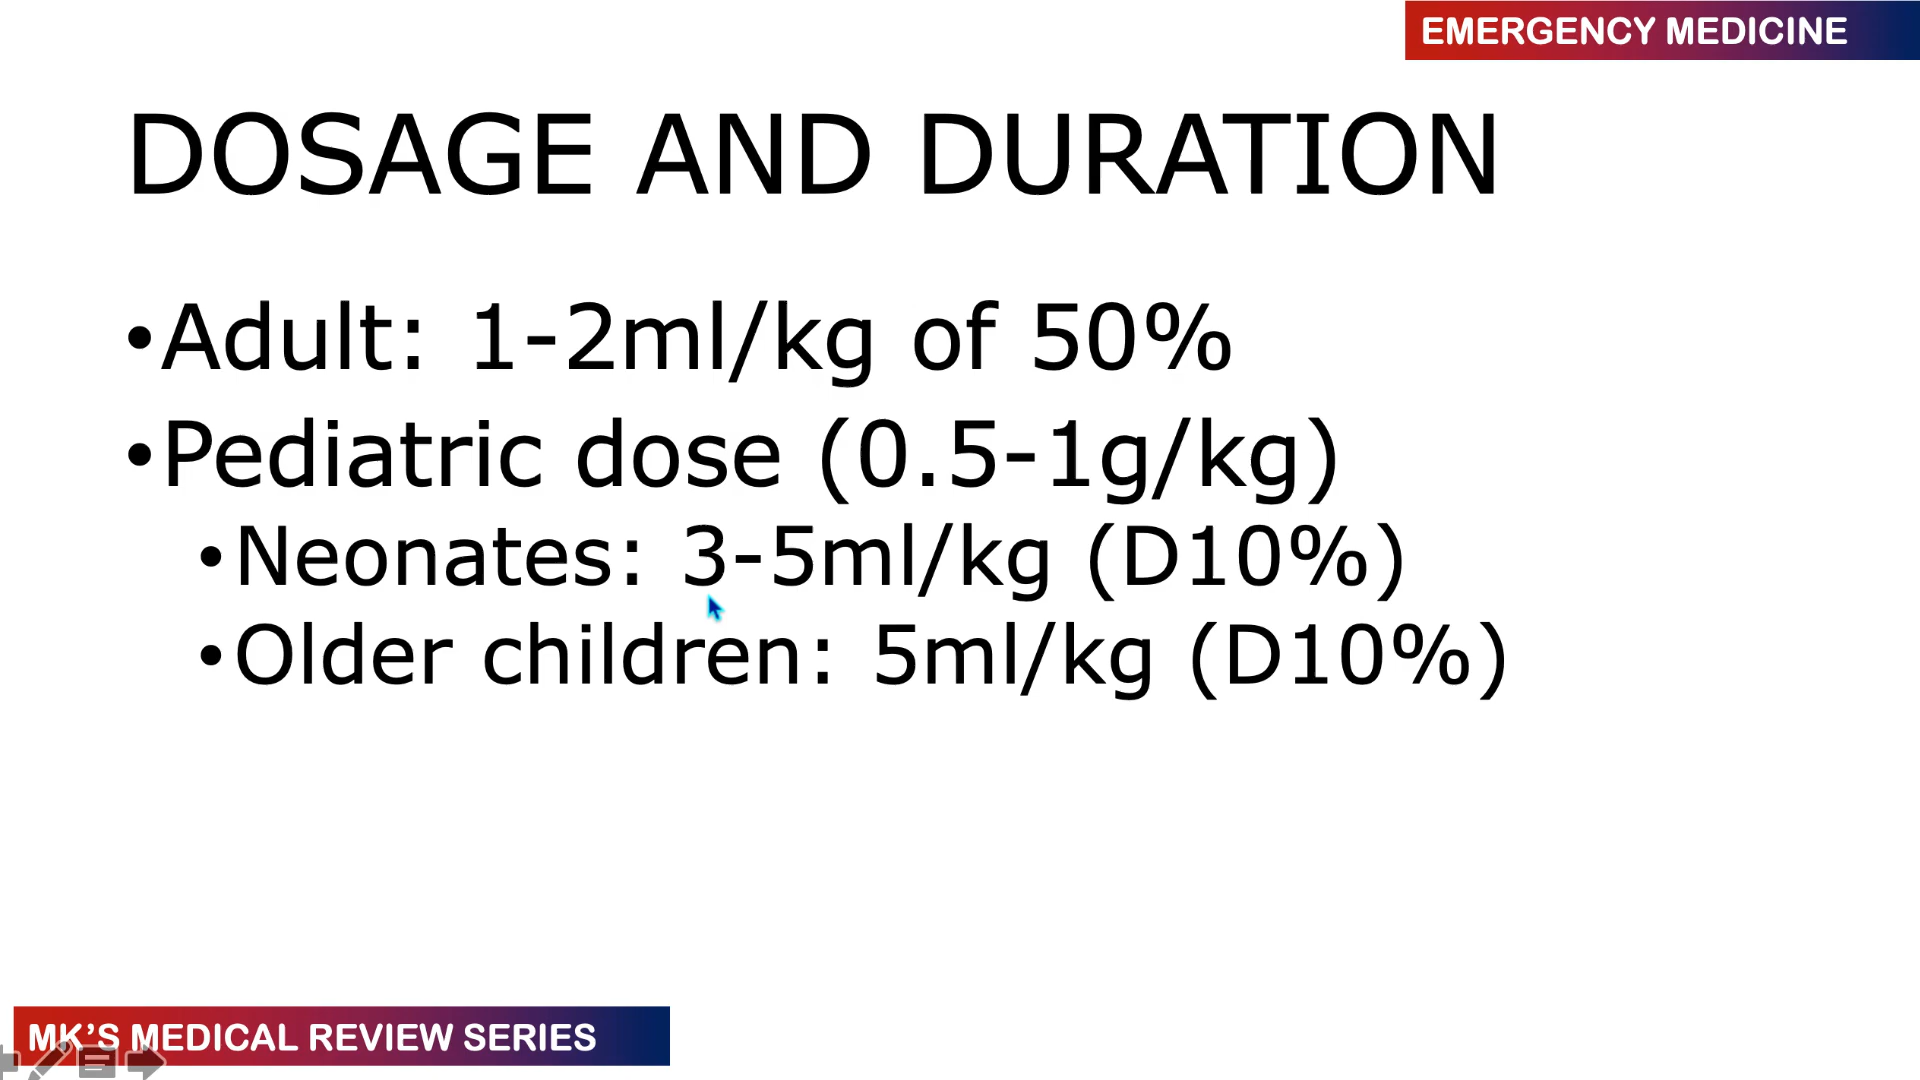 EMERGENCY MEDICINE
DOSAGE AND DURATION
•Adult: 1-2ml/kg of 50%
•Pediatric dose (0.5-1g/kg)
•Neonates: 3-5ml/kg (D10%)
•Older children: 5ml/kg (D10%)
MK’S MEDICAL REVIEW SERIES